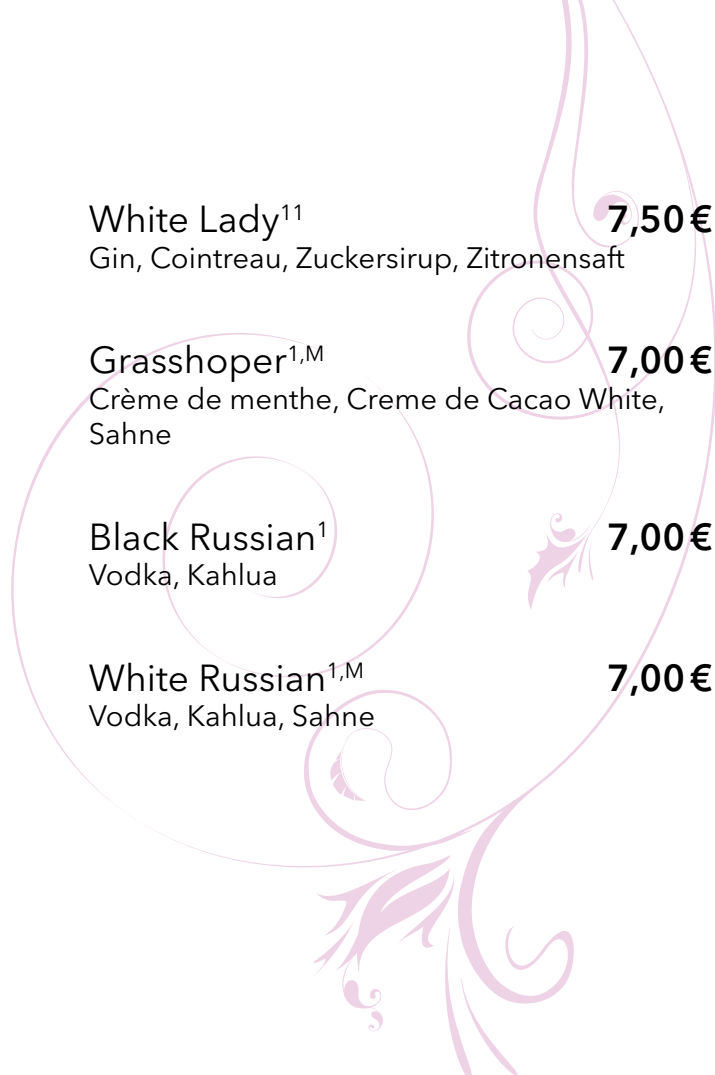 White Lady¹¹ 7,50 €
Gin, Cointreau, Zuckersirup, Zitronensaft
Grasshoper¹,ᴹ 7,00 €
Crème de menthe, Creme de Cacao White,
Sahne
Black Russian¹ 7,00 €
Vodka, Kahlua
White Russian¹,ᴹ 7,00 €
Vodka, Kahlua, Sahne